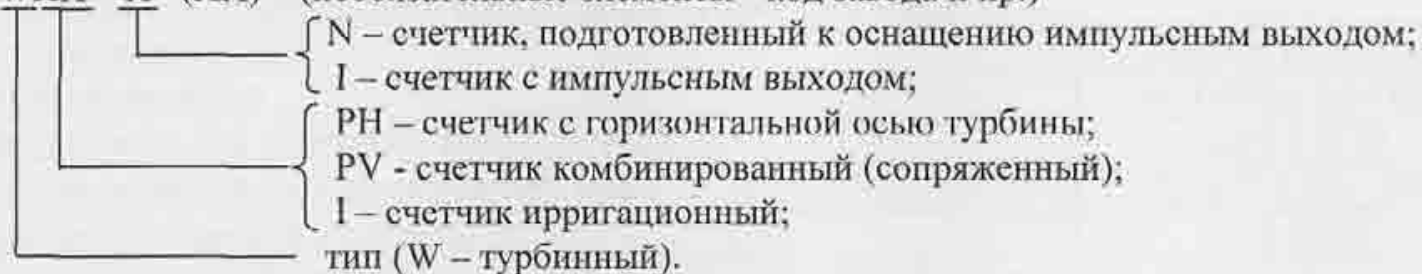 N – счетчик, подготовленный к оснащению импульсным выходом;
I – счетчик с импульсным выходом;
PH – счетчик с горизонтальной осью турбины;
PV - счетчик комбинированный (сопряженный);
I – счетчик ирригационный;
тип (W – турбинный).